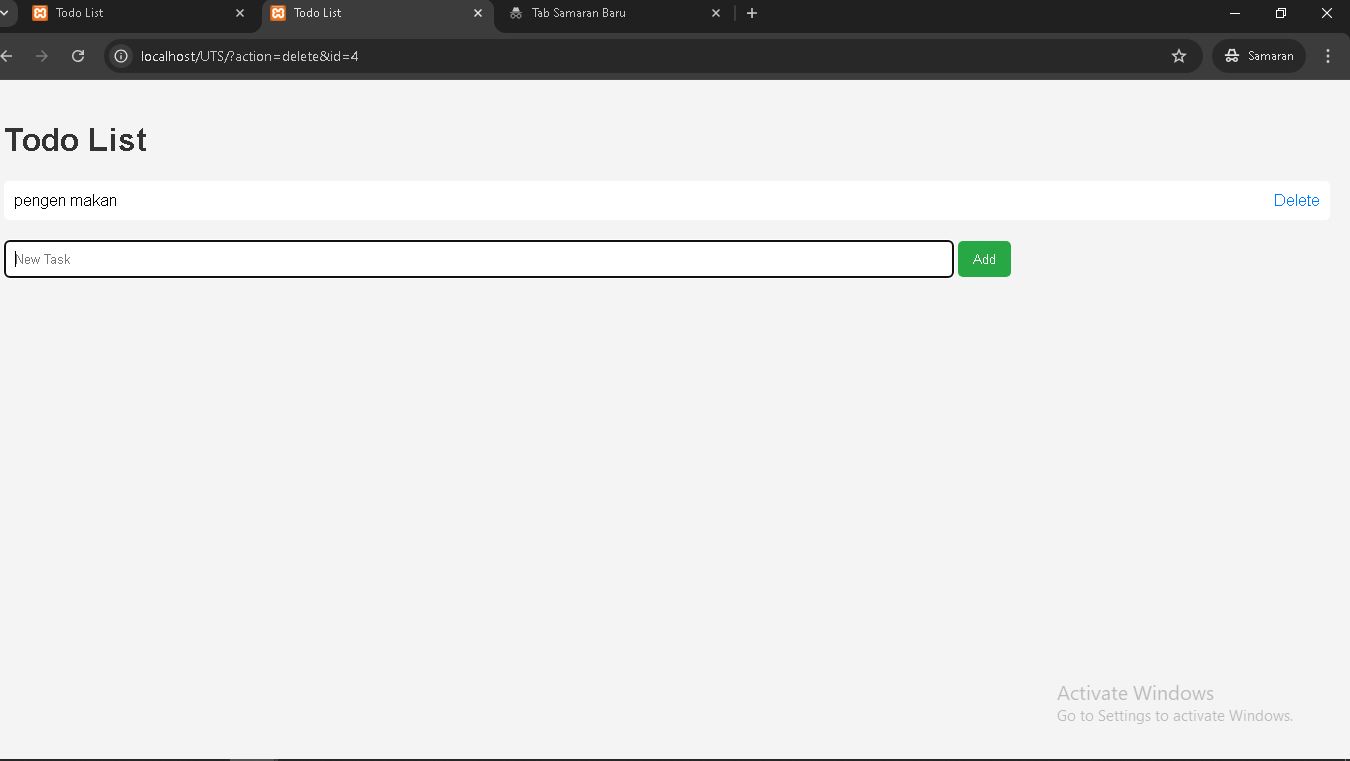 Todo List
Todo List
Tab Samaran Baru
localhost/UTS/?action=delete&id=4
Samaran
Todo List
pengen makan
Delete
New Task
Add
Activate Windows
Go to Settings to activate Windows.